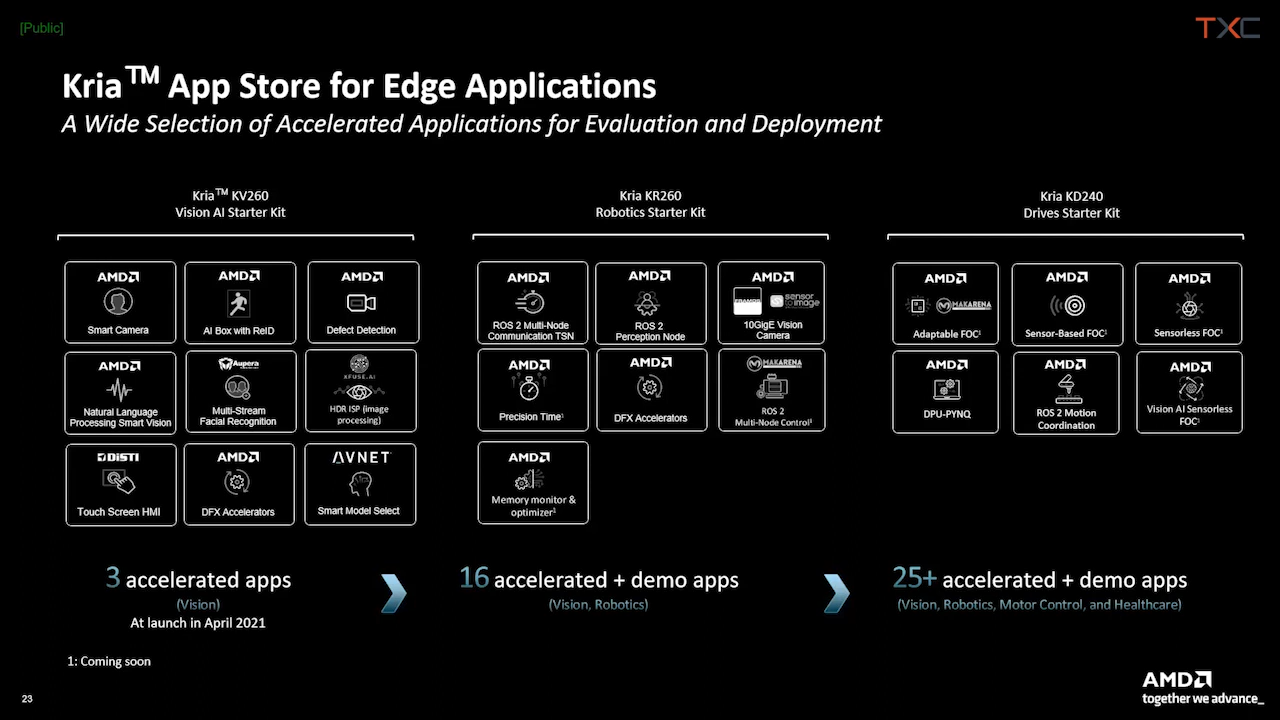 [Public]
TXC
Kria™ App Store for Edge Applications
A Wide Selection of Accelerated Applications for Evaluation and Deployment
Kria™ KV260
Vision AI Starter Kit
Kria KR260
Robotics Starter Kit
Kria KD240
Drives Starter Kit
AMD
Smart Camera
AMD
AI Box with ReID
AMD
Defect Detection
AMD
Natural Language
Processing Smart Vision
Aupera
Multi-Stream
Facial Recognition
XFUSE.AI
HDR ISP (image
processing)
DiSTI
Touch Screen HMI
AMD
DFX Accelerators
AVNET
Smart Model Select
AMD
ROS 2 Multi-Node
Communication TSN
AMD
ROS 2
Perception Node
AMD
sensor
to image
10GigE Vision
Camera
AMD
Precision Time¹
AMD
DFX Accelerators
MAKARENA
ROS 2
Multi-Node Control¹
AMD
Memory monitor &
optimizer¹
AMD
MAKARENA
Adaptable FOC¹
AMD
Sensor-Based FOC¹
AMD
Sensorless FOC¹
AMD
DPU-PYNQ
AMD
ROS 2 Motion
Coordination
AMD
Vision AI Sensorless
FOC¹
3 accelerated apps
(Vision)
At launch in April 2021
16 accelerated + demo apps
(Vision, Robotics)
25+ accelerated + demo apps
(Vision, Robotics, Motor Control, and Healthcare)
1: Coming soon
23
AMD
together we advance_